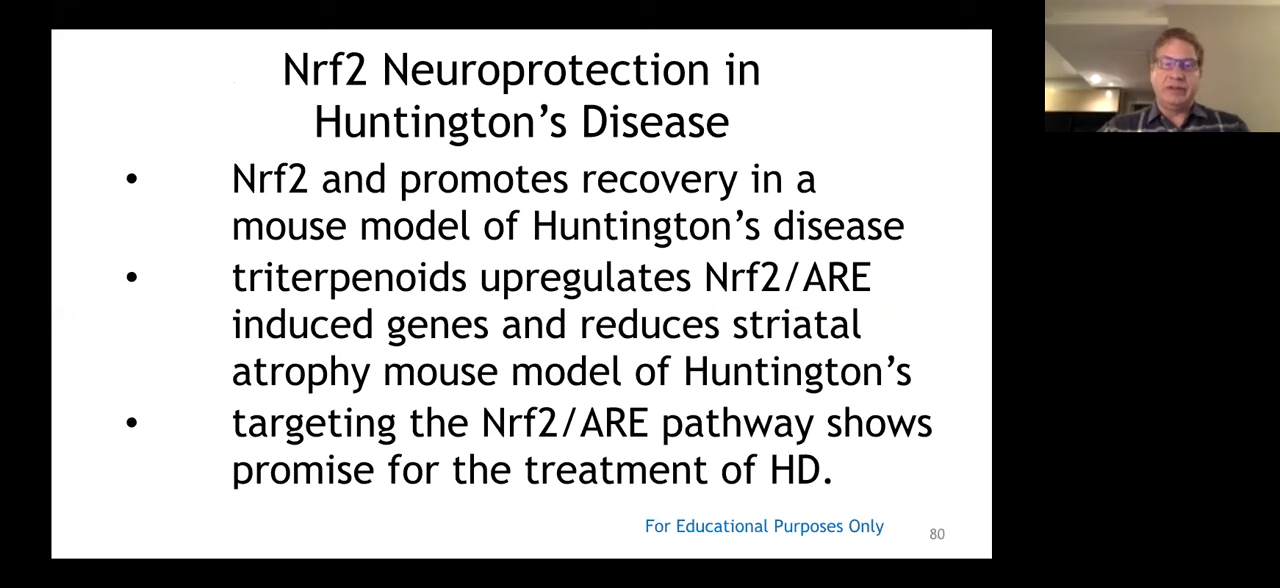 Nrf2 Neuroprotection in
Huntington’s Disease
• Nrf2 and promotes recovery in a
mouse model of Huntington’s disease
• triterpenoids upregulates Nrf2/ARE
induced genes and reduces striatal
atrophy mouse model of Huntington’s
• targeting the Nrf2/ARE pathway shows
promise for the treatment of HD.
For Educational Purposes Only
80